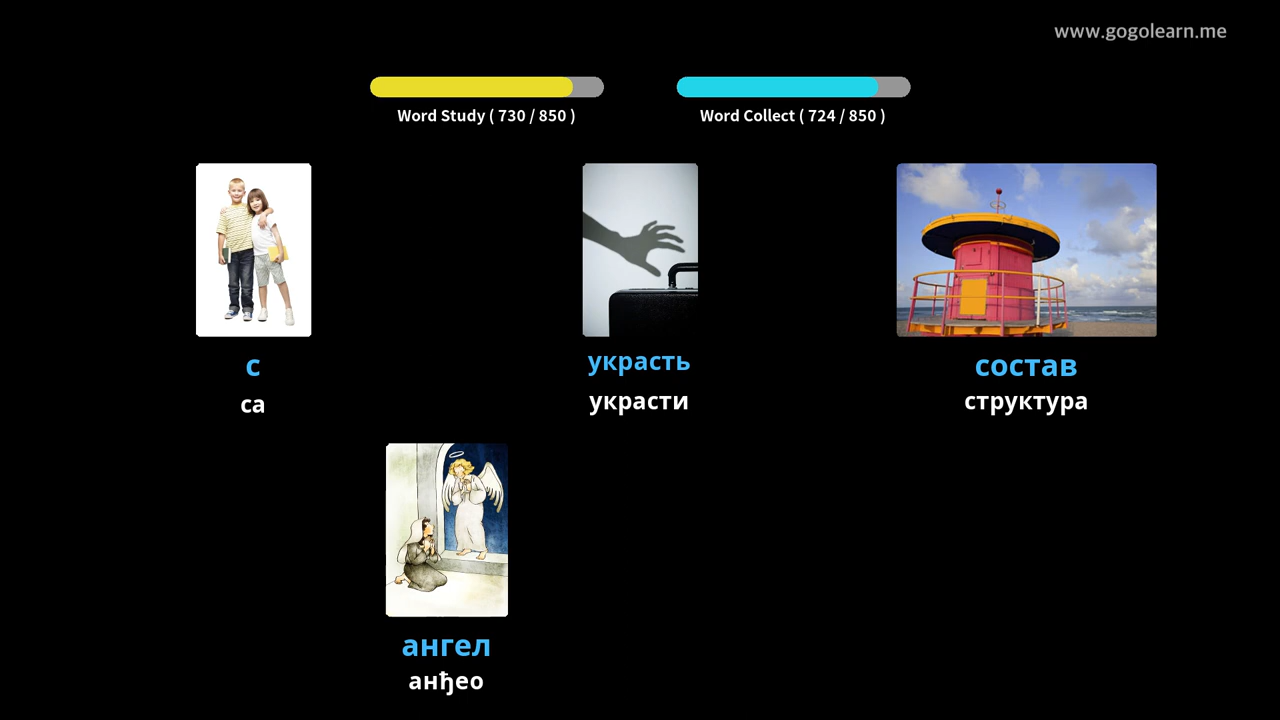 www.gogolearn.me
Word Study ( 730 / 850 )
Word Collect ( 724 / 850 )
с
са
украсть
украсти
состав
структура
ангел
анђео